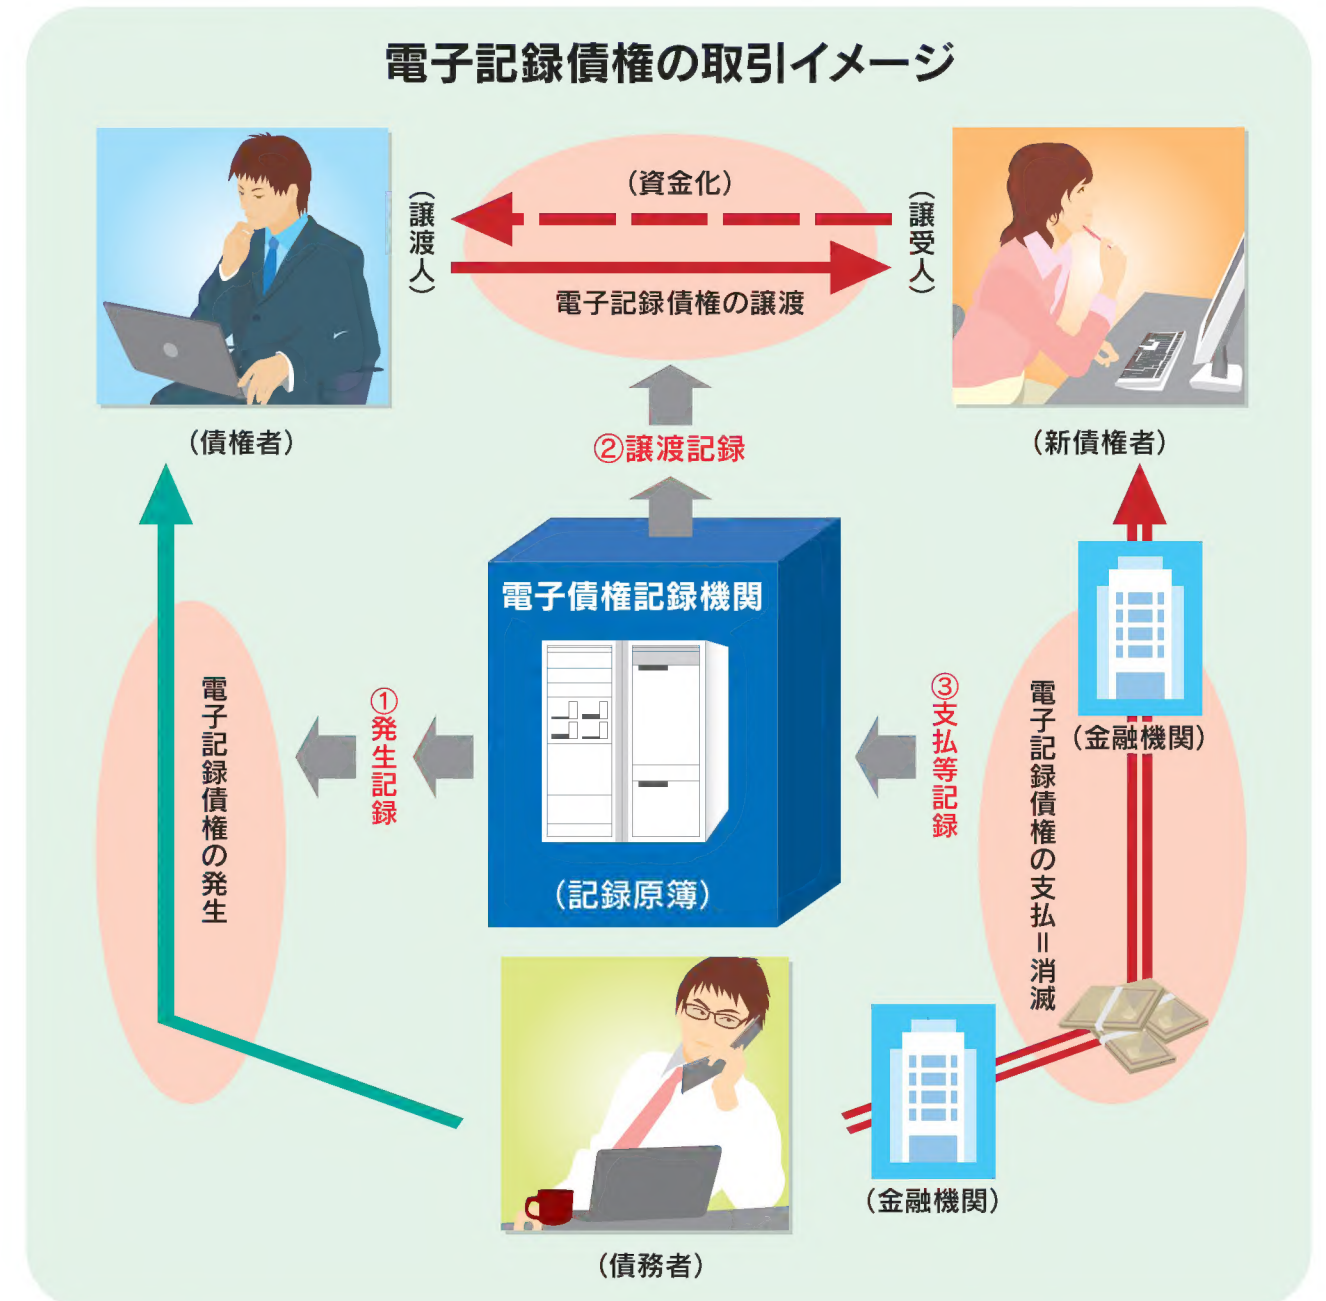 電子記録債権の取引イメージ
（資金化）
（譲渡人）
（譲受人）
電子記録債権の譲渡
（債権者）
（新債権者）
②譲渡記録
電子債権記録機関
（記録原簿）
電子記録債権の発生
①発生記録
③支払等記録
電子記録債権の支払＝消滅
（金融機関）
（金融機関）
（債務者）